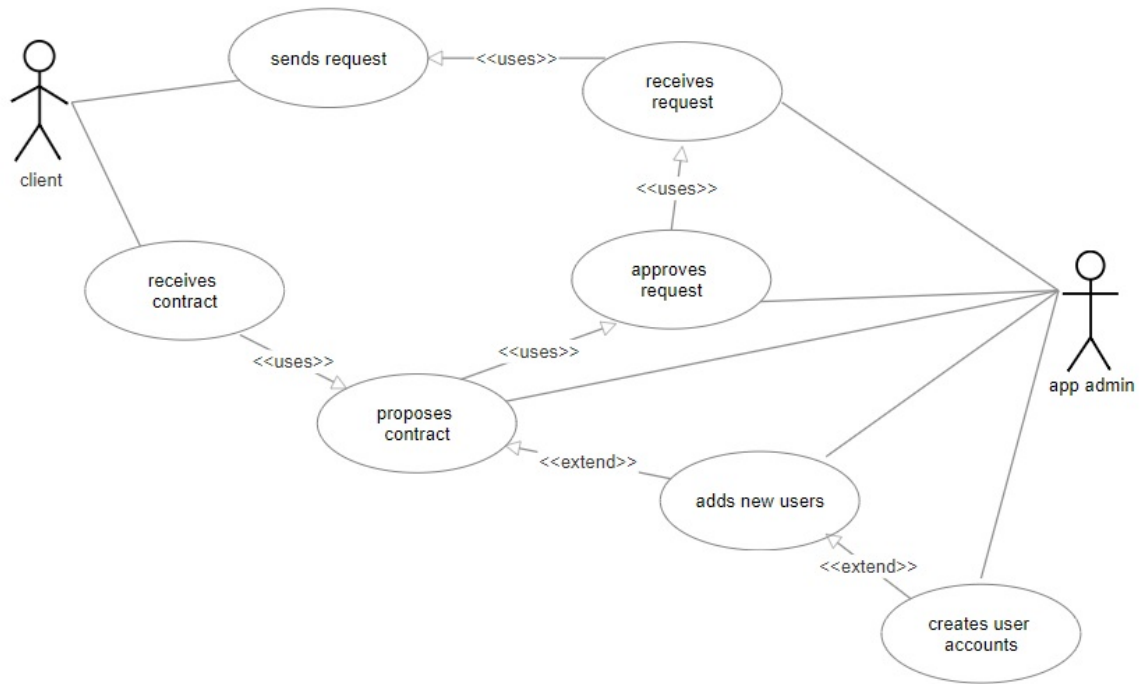 sends request
<<uses>>
receives
request
client
<<uses>>
receives
contract
approves
request
<<uses>>
<<uses>>
app admin
proposes
contract
<<extend>>
adds new users
<<extend>>
creates user
accounts